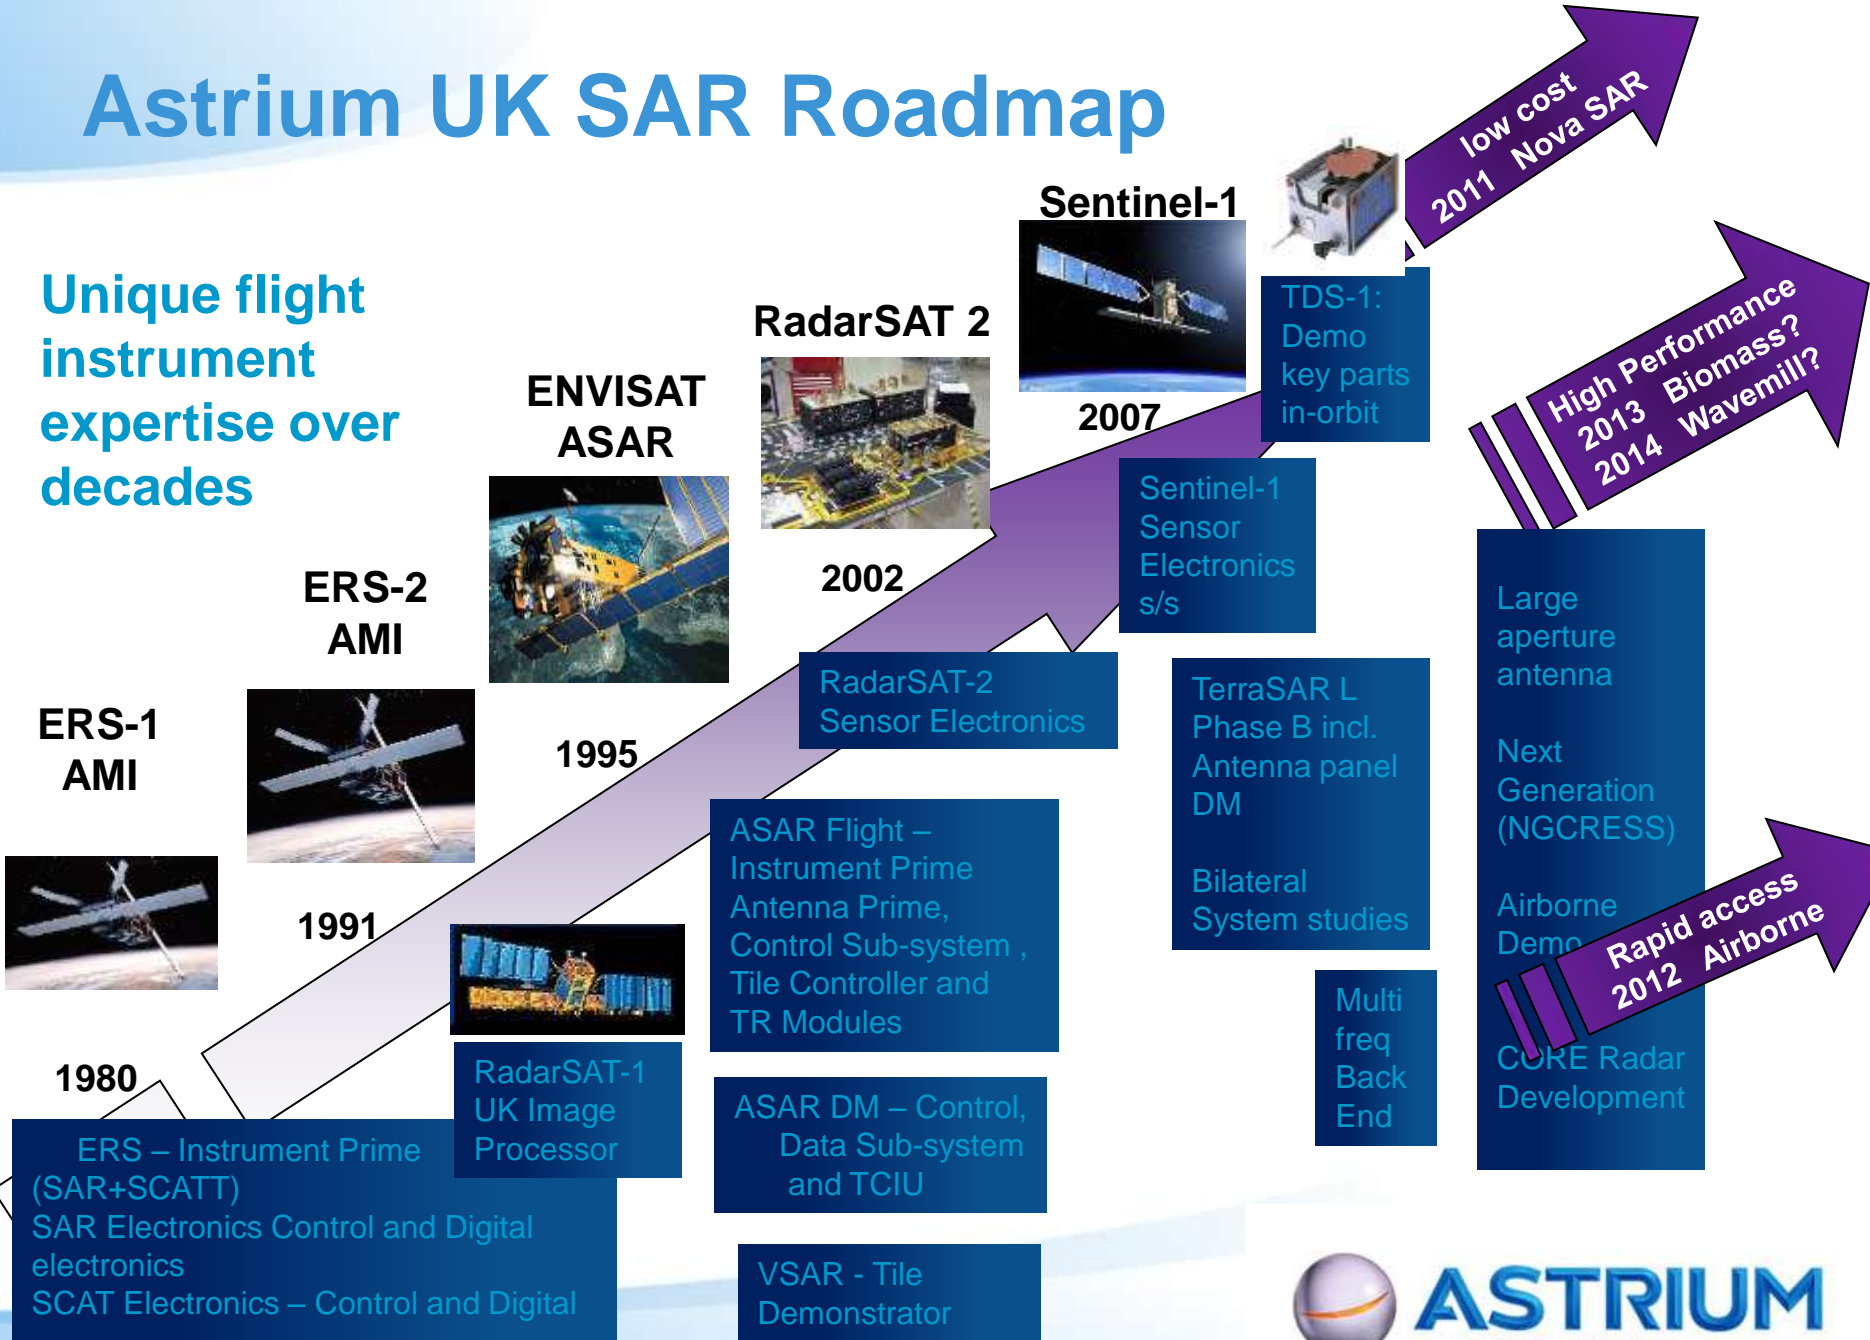 Astrium UK SAR Roadmap
Unique flight
instrument
expertise over
decades
ERS-1
AMI
1980
ERS-2
AMI
1991
ENVISAT
ASAR
1995
RadarSAT 2
2002
Sentinel-1
2007
low cost
2011 Nova SAR
High Performance
2013 Biomass?
2014 Wavemill?
Rapid access
2012 Airborne
TDS-1:
Demo
key parts
in-orbit
Sentinel-1
Sensor
Electronics
s/s
RadarSAT-2
Sensor Electronics
TerraSAR L
Phase B incl.
Antenna panel
DM
Bilateral
System studies
Large
aperture
antenna
Next
Generation
(NGCRESS)
Airborne
Demo
CORE Radar
Development
Multi
freq
Back
End
ASAR Flight –
Instrument Prime
Antenna Prime,
Control Sub-system ,
Tile Controller and
TR Modules
RadarSAT-1
UK Image
Processor
ASAR DM – Control,
Data Sub-system
and TCIU
ERS – Instrument Prime
(SAR+SCATT)
SAR Electronics Control and Digital
electronics
SCAT Electronics – Control and Digital
VSAR - Tile
Demonstrator
ASTRIUM